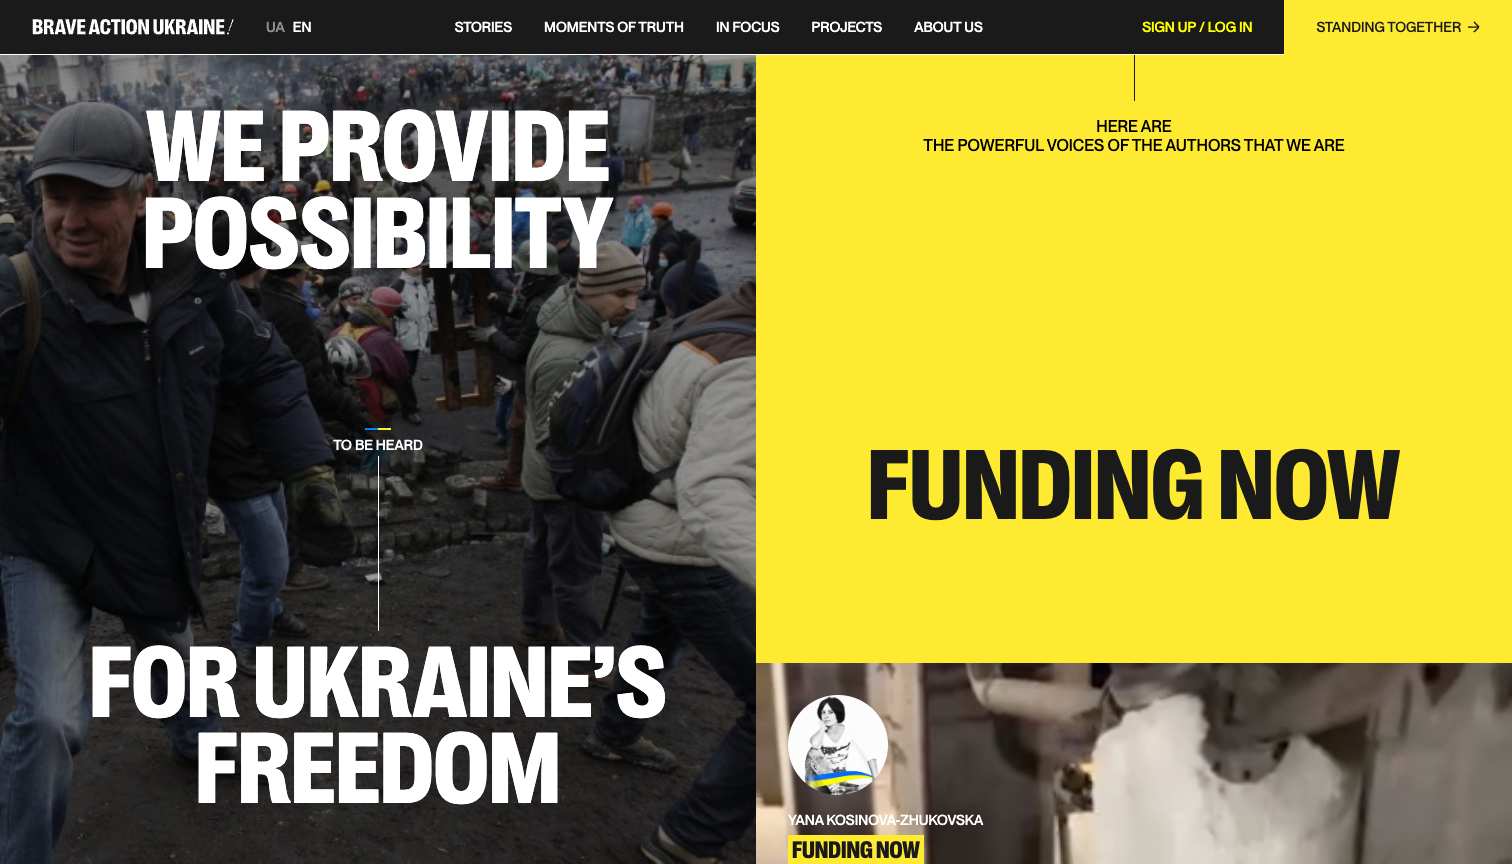 BRAVE ACTION UKRAINE/
UA EN
STORIES
MOMENTS OF TRUTH
IN FOCUS
PROJECTS
ABOUT US
SIGN UP / LOG IN
STANDING TOGETHER →
WE PROVIDE
POSSIBILITY
TO BE HEARD
FOR UKRAINE’S
FREEDOM
HERE ARE
THE POWERFUL VOICES OF THE AUTHORS THAT WE ARE
FUNDING NOW
YANA KOSINOVA-ZHUKOVSKA
FUNDING NOW